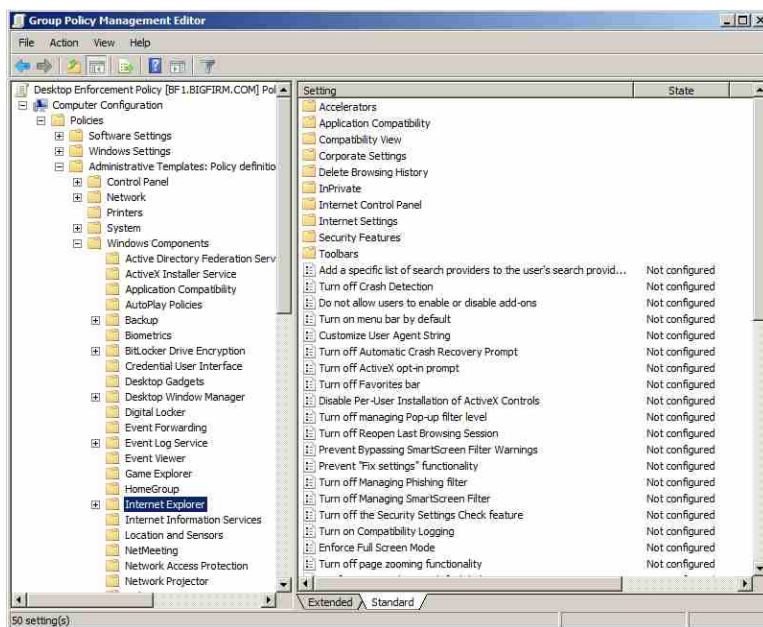 Group Policy Management Editor
File Action View Help
Desktop Enforcement Policy [BF1.BIGFIRM.COM] Pol
Computer Configuration
Policies
Software Settings
Windows Settings
Administrative Templates: Policy definitio
Control Panel
Network
Printers
System
Windows Components
Active Directory Federation Serv
ActiveX Installer Service
Application Compatibility
AutoPlay Policies
Backup
Biometrics
BitLocker Drive Encryption
Credential User Interface
Desktop Gadgets
Desktop Window Manager
Digital Locker
Event Forwarding
Event Log Service
Event Viewer
Game Explorer
HomeGroup
Internet Explorer
Internet Information Services
Location and Sensors
NetMeeting
Network Access Protection
Network Projector
Setting State
Accelerators
Application Compatibility
Compatibility View
Corporate Settings
Delete Browsing History
InPrivate
Internet Control Panel
Internet Settings
Security Features
Toolbars
Add a specific list of search providers to the user's search provid... Not configured
Turn off Crash Detection Not configured
Do not allow users to enable or disable add-ons Not configured
Turn on menu bar by default Not configured
Customize User Agent String Not configured
Turn off Automatic Crash Recovery Prompt Not configured
Turn off ActiveX opt-in prompt Not configured
Turn off Favorites bar Not configured
Disable Per-User Installation of ActiveX Controls Not configured
Turn off managing Pop-up filter level Not configured
Turn off Reopen Last Browsing Session Not configured
Prevent Bypassing SmartScreen Filter Warnings Not configured
Prevent "Fix settings" functionality Not configured
Turn off Managing Phishing filter Not configured
Turn off Managing SmartScreen Filter Not configured
Turn off the Security Settings Check feature Not configured
Turn on Compatibility Logging Not configured
Enforce Full Screen Mode Not configured
Turn off page zooming functionality Not configured
Extended Standard
50 setting(s)